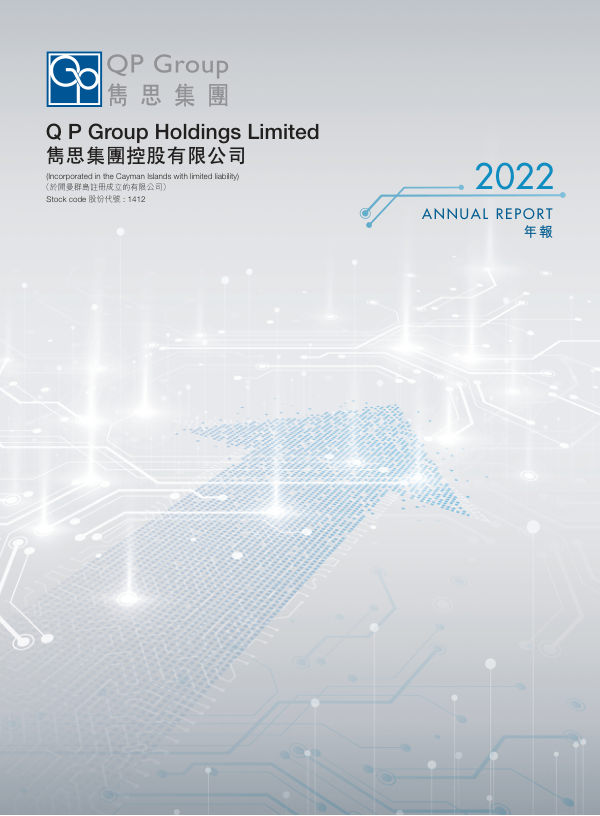 QP Group
雋思集團
Q P Group Holdings Limited
雋思集團控股有限公司
(Incorporated in the Cayman Islands with limited liability)
(於開曼群島註冊成立的有限公司)
Stock code 股份代號 : 1412
2022
ANNUAL REPORT
年報